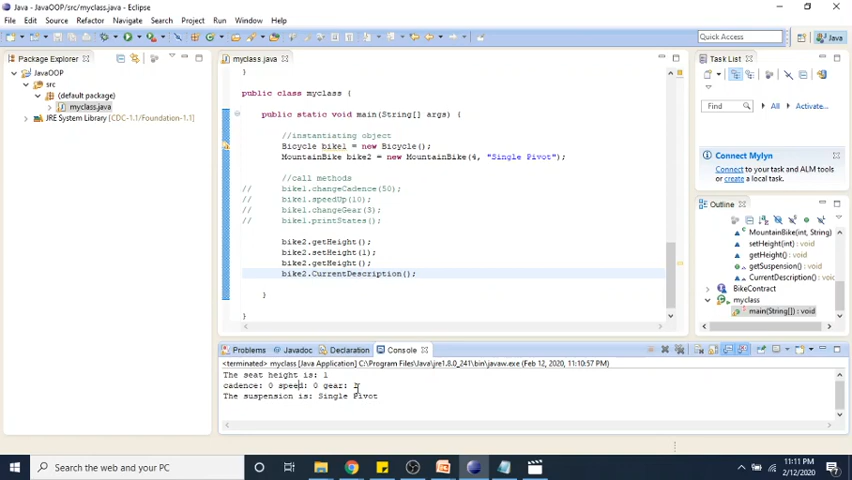 Java - JavaOOP/src/myclass.java - Eclipse
File Edit Source Refactor Navigate Search Project Run Window Help
Quick Access
Java
Package Explorer
JavaOOP
src
(default package)
myclass.java
JRE System Library [CDC-1.1/Foundation-1.1]
myclass.java
}
public class myclass {
public static void main(String[] args) {
//instantiating object
Bicycle bike1 = new Bicycle();
MountainBike bike2 = new MountainBike(4, "Single Pivot");
//call methods
// bike1.changeCadence(50);
// bike1.speedUp(10);
// bike1.changeGear(3);
// bike1.printStates();
bike2.getHeight();
bike2.setHeight(1);
bike2.getHeight();
bike2.CurrentDescription();
}
}
Task List
Find
All
Activate...
Connect Mylyn
Connect to your task and ALM tools
or create a local task.
Outline
MountainBike(int, String)
setHeight(int) : void
getHeight() : void
getSuspension() : void
CurrentDescription() : void
BikeContract
myclass
main(String[]) : void
Problems Javadoc Declaration Console
<terminated> myclass [Java Application] C:\Program Files\Java\jre1.8.0_241\bin\javaw.exe (Feb 12, 2020, 11:10:57 PM)
The seat height is: 1
cadence: 0 speed: 0 gear: 1
The suspension is: Single Pivot
Search the web and your PC
11:11 PM
2/12/2020